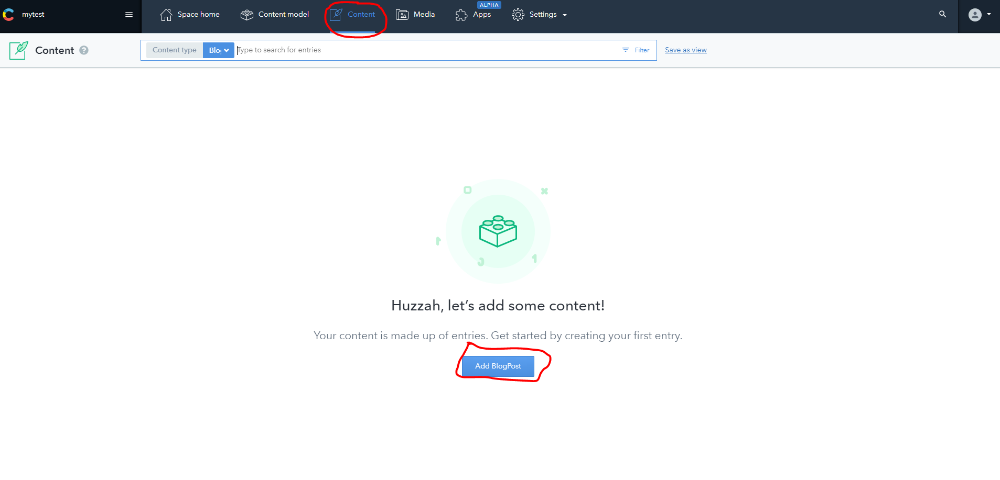 ALPHA
mytest Space home Content model Content Media Apps Settings
Content ? Content type Blog Type to search for entries Filter Save as view
Huzzah, let’s add some content!
Your content is made up of entries. Get started by creating your first entry.
Add BlogPost